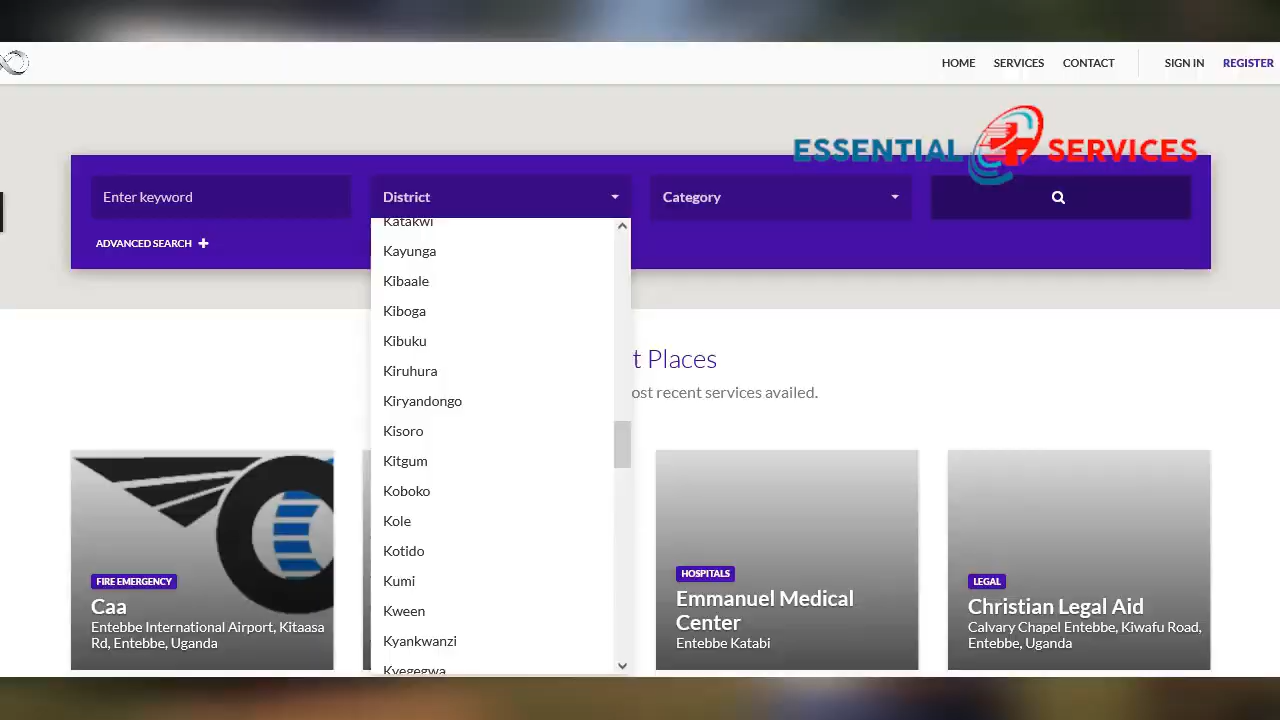 HOME SERVICES CONTACT SIGN IN REGISTER
ESSENTIAL SERVICES
Enter keyword
District
Category
ADVANCED SEARCH
Katakwi
Kayunga
Kibaale
Kiboga
Kibuku
Kiruhura
Kiryandongo
Kisoro
Kitgum
Koboko
Kole
Kotido
Kumi
Kween
Kyankwanzi
Kyegegwa
t Places
ost recent services availed.
FIRE EMERGENCY
Caa
Entebbe International Airport, Kitaasa
Rd, Entebbe, Uganda
HOSPITALS
Emmanuel Medical
Center
Entebbe Katabi
LEGAL
Christian Legal Aid
Calvary Chapel Entebbe, Kiwafu Road,
Entebbe, Uganda